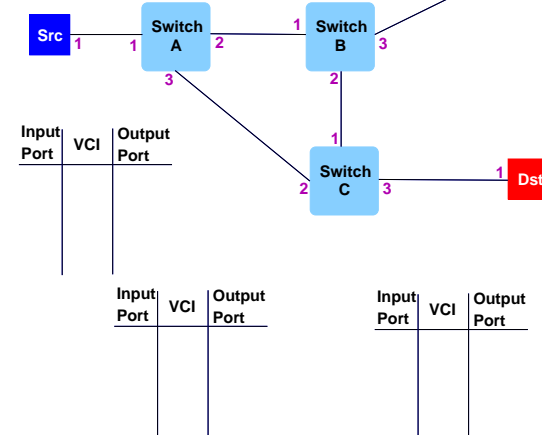 Src
1
1
Switch
A
2
3
1
Switch
B
3
2
1
Switch
C
2
3
1
Dst
Input
Port
VCI
Output
Port
Input
Port
VCI
Output
Port
Input
Port
VCI
Output
Port